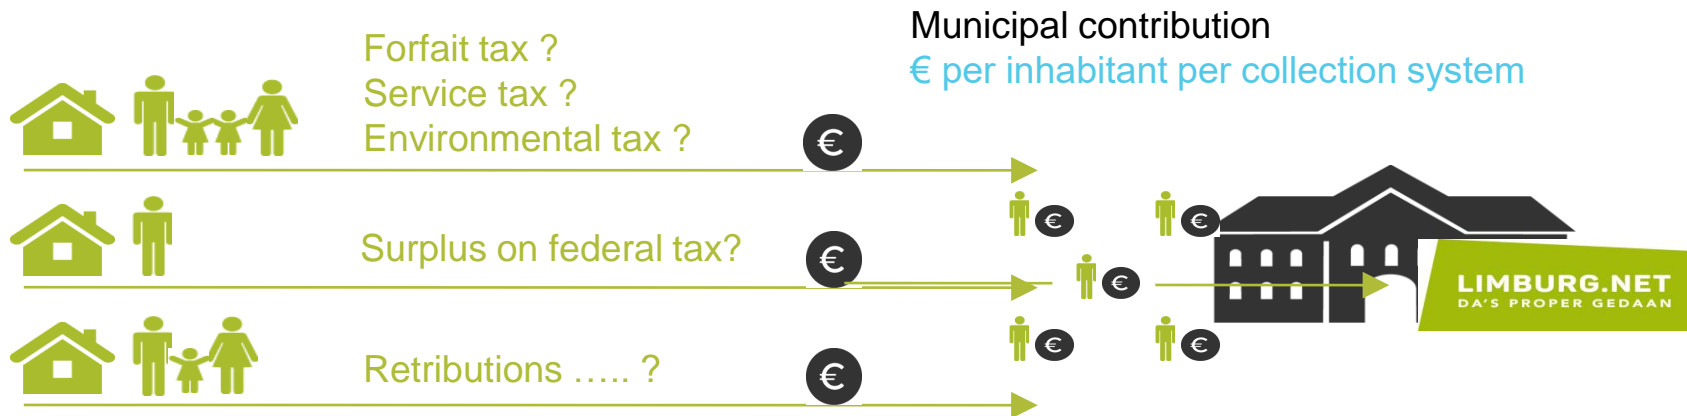 Forfait tax ?
Service tax ?
Environmental tax ?
€
Municipal contribution
€ per inhabitant per collection system
Surplus on federal tax?
€
€
€
€
€
€
LIMBURG.NET
DA'S PROPER GEDAAN
Retributions ..... ?
€